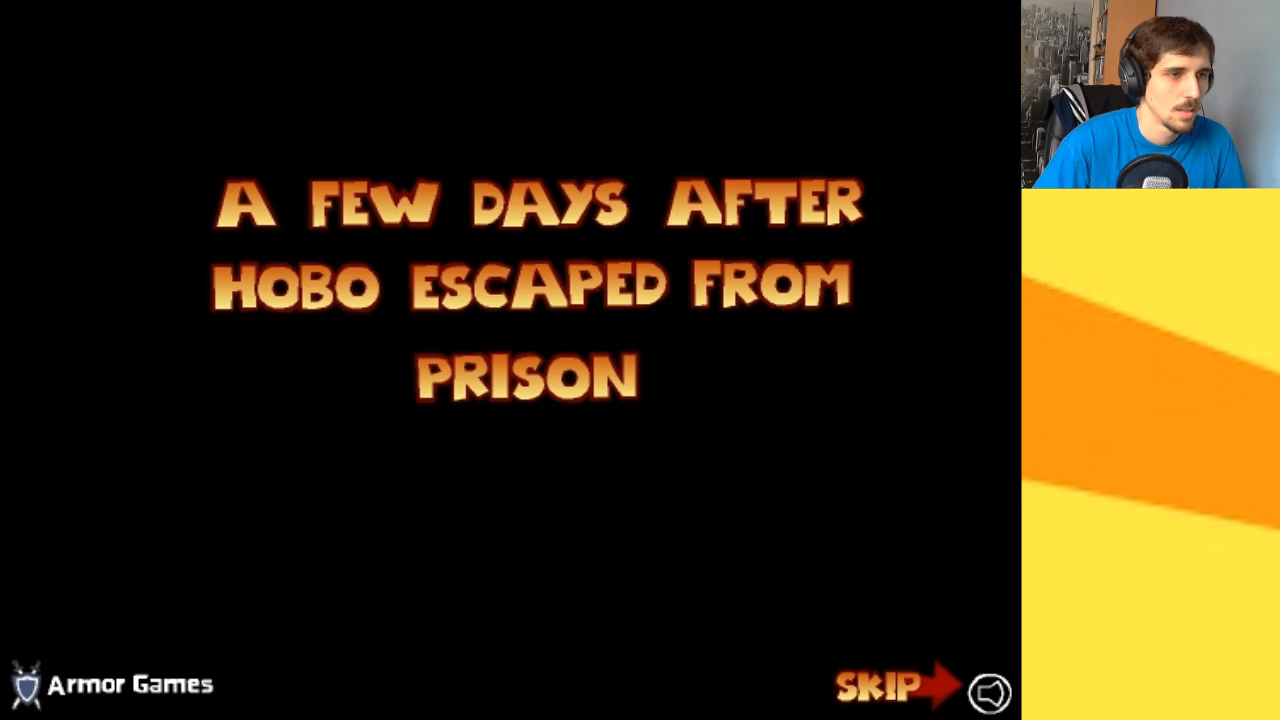 A FEW DAYS AFTER
HOBO ESCAPED FROM
PRISON
Armor Games
SKIP